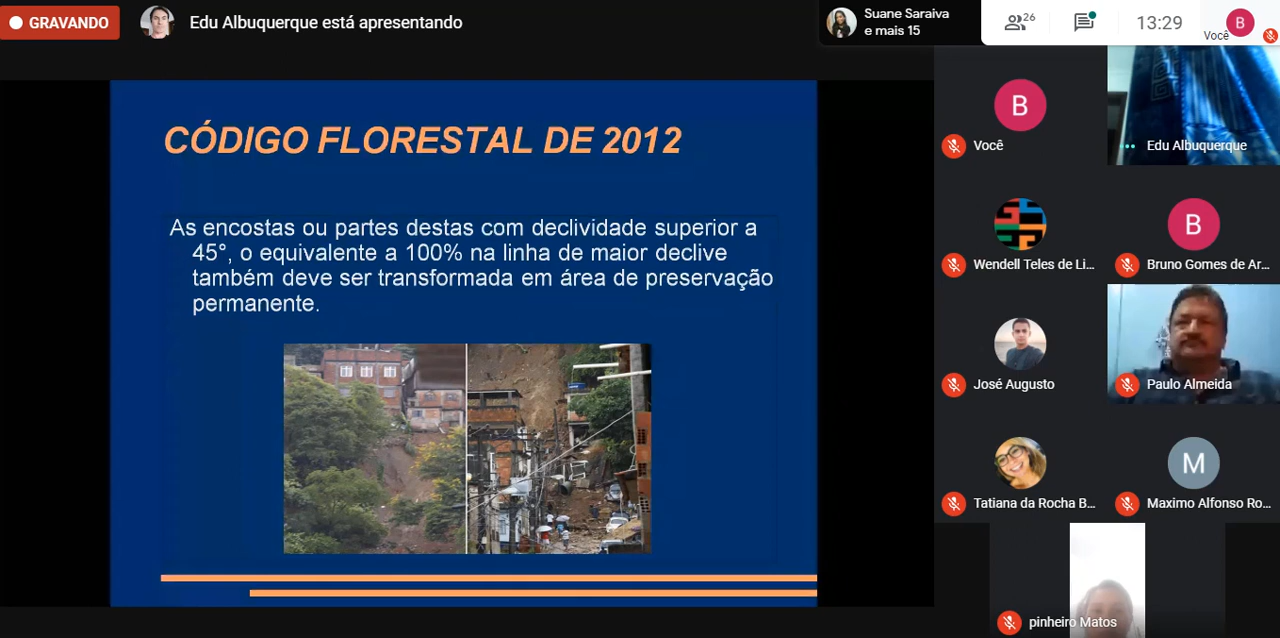 GRAVANDO
Edu Albuquerque está apresentando
Suane Saraiva
e mais 15
26
13:29
B
Você
CÓDIGO FLORESTAL DE 2012
As encostas ou partes destas com declividade superior a
45°, o equivalente a 100% na linha de maior declive
também deve ser transformada em área de preservação
permanente.
B
Você
Edu Albuquerque
Wendell Teles de Li...
B
Bruno Gomes de Ar...
José Augusto
Paulo Almeida
Tatiana da Rocha B...
M
Maximo Alfonso Ro...
pinheiro Matos